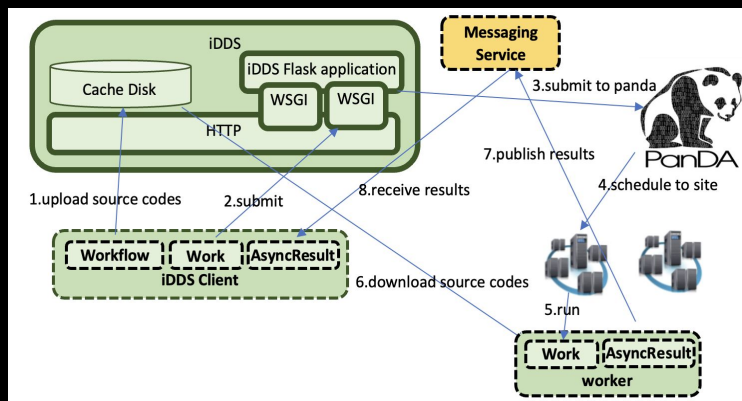 iDDS
Messaging
Service
Cache Disk
iDDS Flask application
WSGI
WSGI
HTTP
3.submit to panda
PanDA
7.publish results
4.schedule to site
1.upload source codes
2.submit
8.receive results
Workflow
Work
AsyncResult
iDDS Client
6.download source codes
5.run
Work
AsyncResult
worker